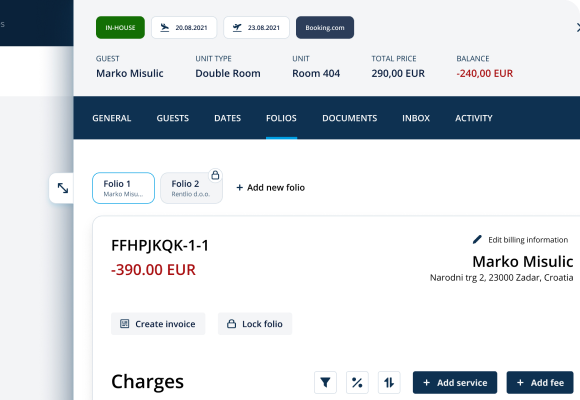 s
IN-HOUSE 20.08.2021 23.08.2021 Booking.com
GUEST UNIT TYPE UNIT TOTAL PRICE BALANCE
Marko Misulic Double Room Room 404 290,00 EUR -240,00 EUR
GENERAL GUESTS DATES FOLIOS DOCUMENTS INBOX ACTIVITY
Folio 1 Folio 2 + Add new folio
Marko Misu... Rentlio d.o.o.
FFHPJKQK-1-1 Edit billing information
-390.00 EUR Marko Misulic
Narodni trg 2, 23000 Zadar, Croatia
Create invoice Lock folio
Charges + Add service + Add fee